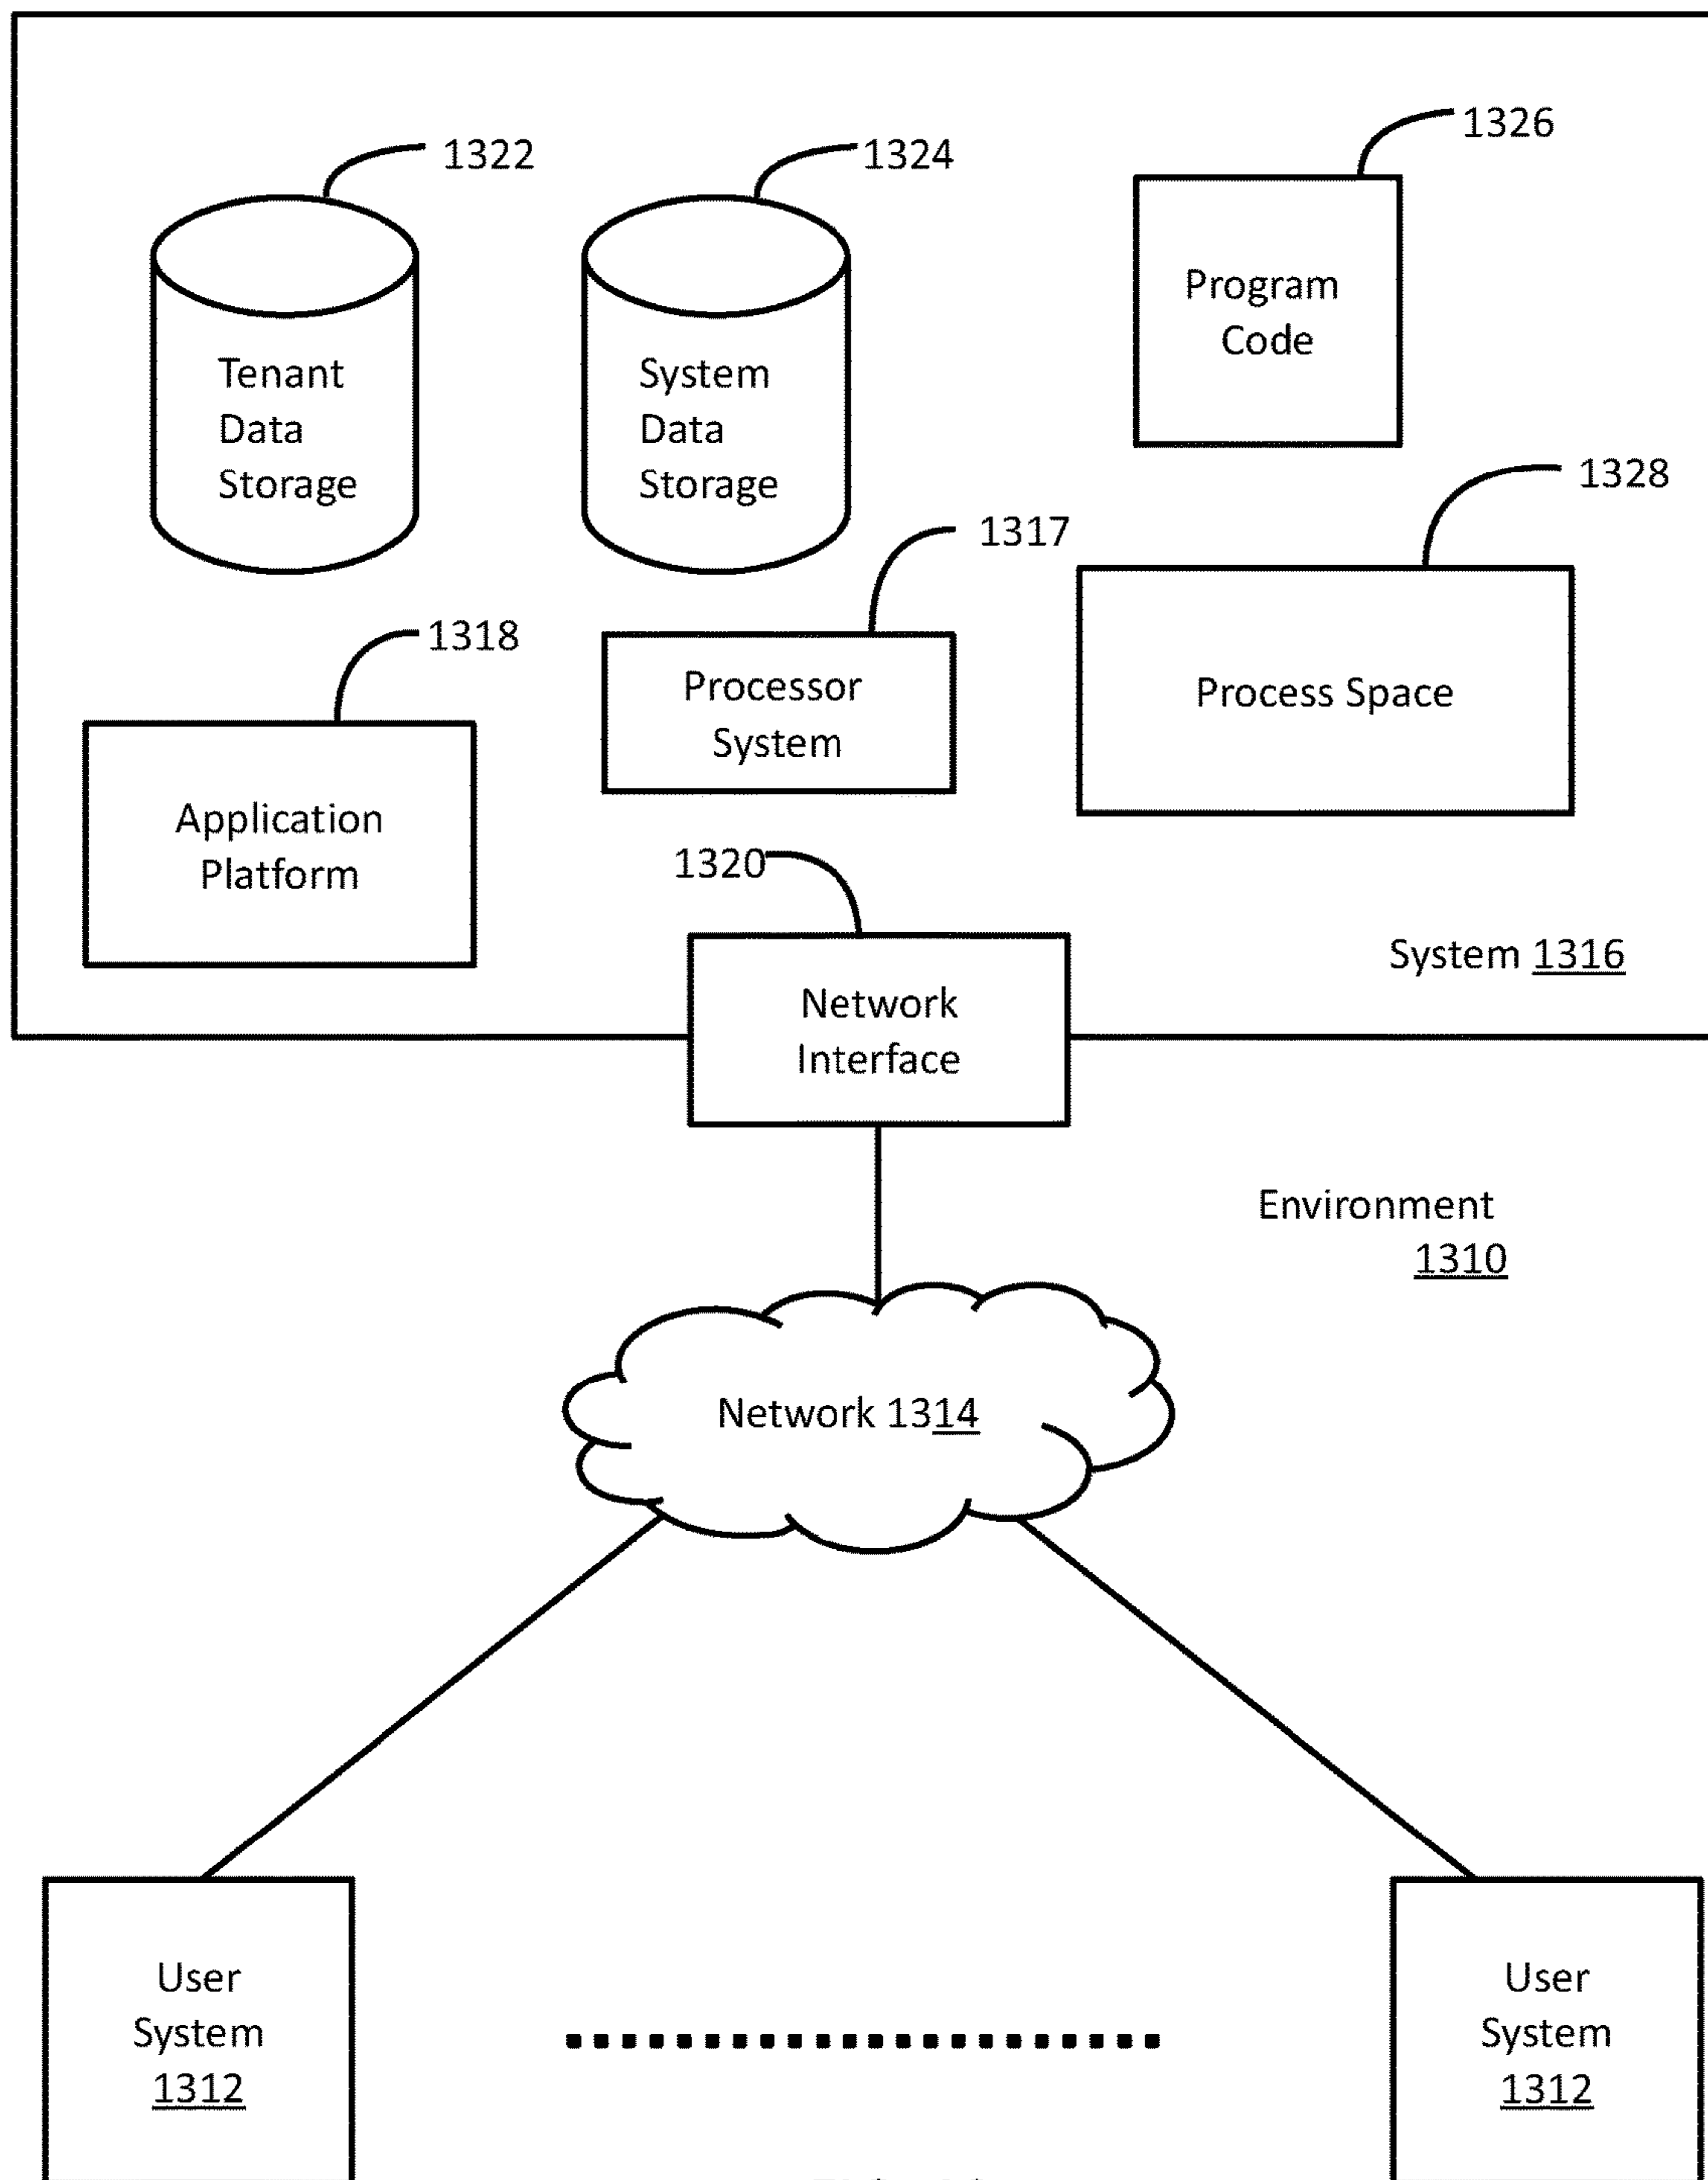 1326
1322
1324
Program
Code
Tenant
Data
Storage
System
Data
Storage
1328
1317
1318
Processor
System
Process Space
Application
Platform
1320
System 1316
Network
Interface
Environment
1310
Network 1314
User
System
1312
User
System
1312